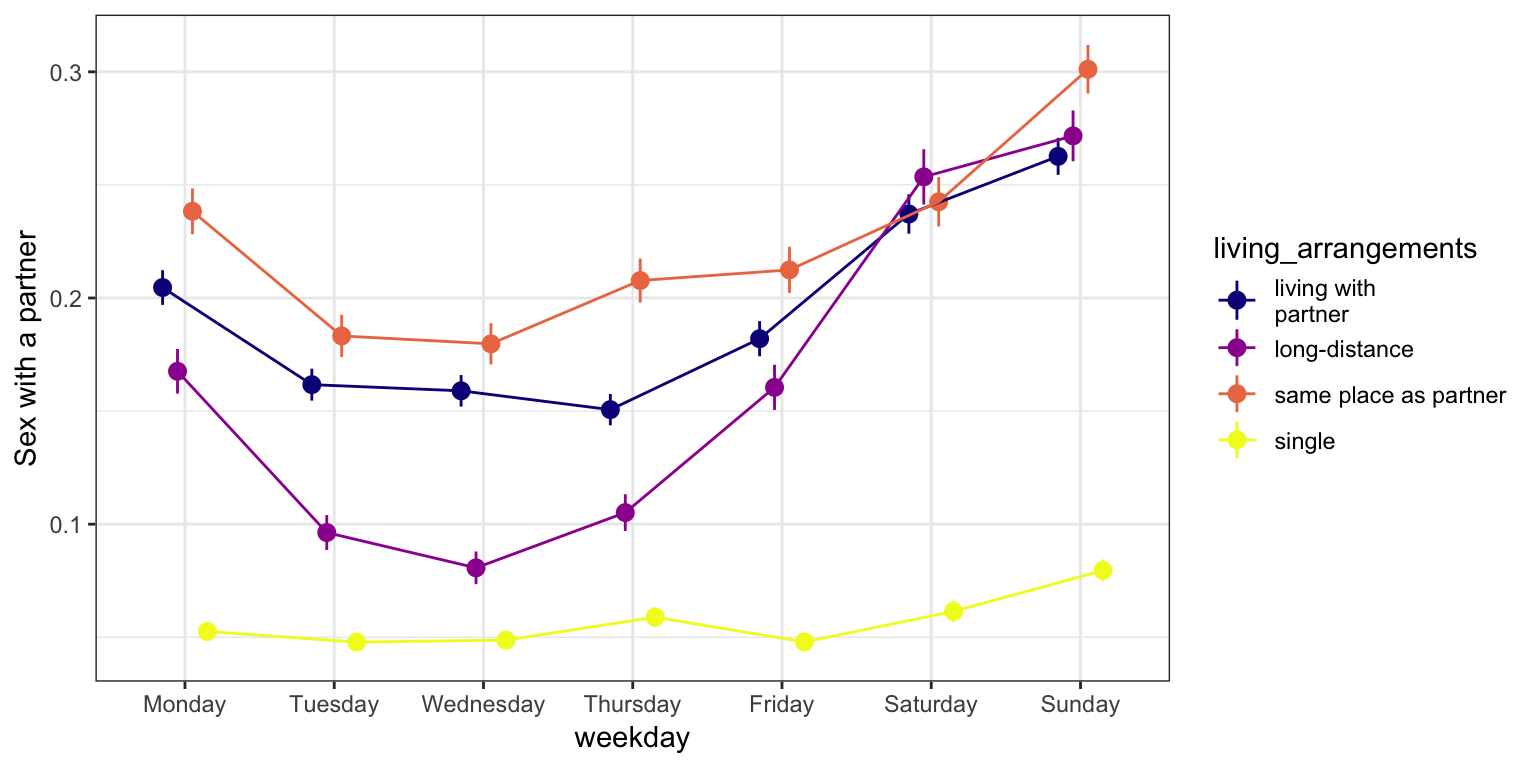 Sex with a partner
0.3
0.2
0.1
Monday Tuesday Wednesday Thursday Friday Saturday Sunday
weekday
living_arrangements
living with
partner
long-distance
same place as partner
single